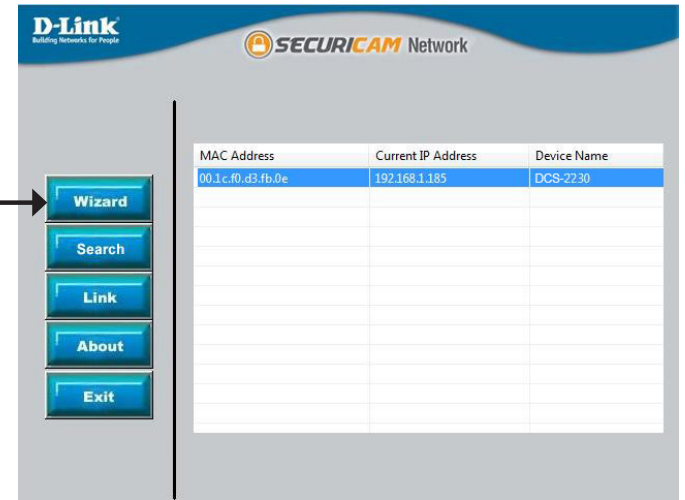 D-Link
Building Networks for People
SECURICAM Network
MAC Address Current IP Address Device Name
00.1c.f0.d3.fb.0e 192.168.1.185 DCS-2230
Wizard
Search
Link
About
Exit